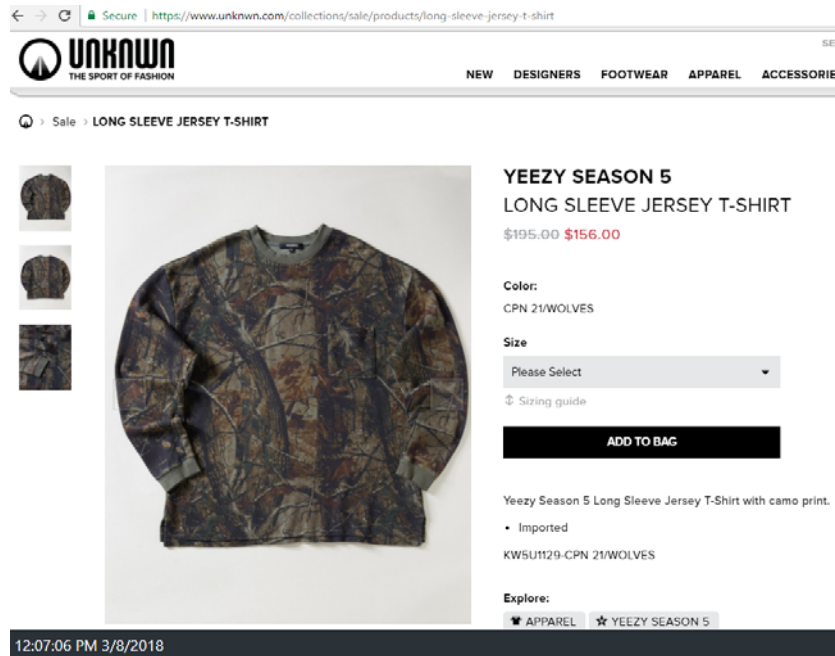 Secure | https://www.unknwn.com/collections/sale/products/long-sleeve-jersey-t-shirt
UNKNWN
THE SPORT OF FASHION
NEW DESIGNERS FOOTWEAR APPAREL ACCESSORIE
> Sale > LONG SLEEVE JERSEY T-SHIRT
YEEZY SEASON 5
LONG SLEEVE JERSEY T-SHIRT
$195.00 $156.00
Color:
CPN 21/WOLVES
Size
Please Select
Sizing guide
ADD TO BAG
Yeezy Season 5 Long Sleeve Jersey T-Shirt with camo print.
• Imported
KW5U1129-CPN 21/WOLVES
Explore:
APPAREL YEEZY SEASON 5
12:07:06 PM 3/8/2018